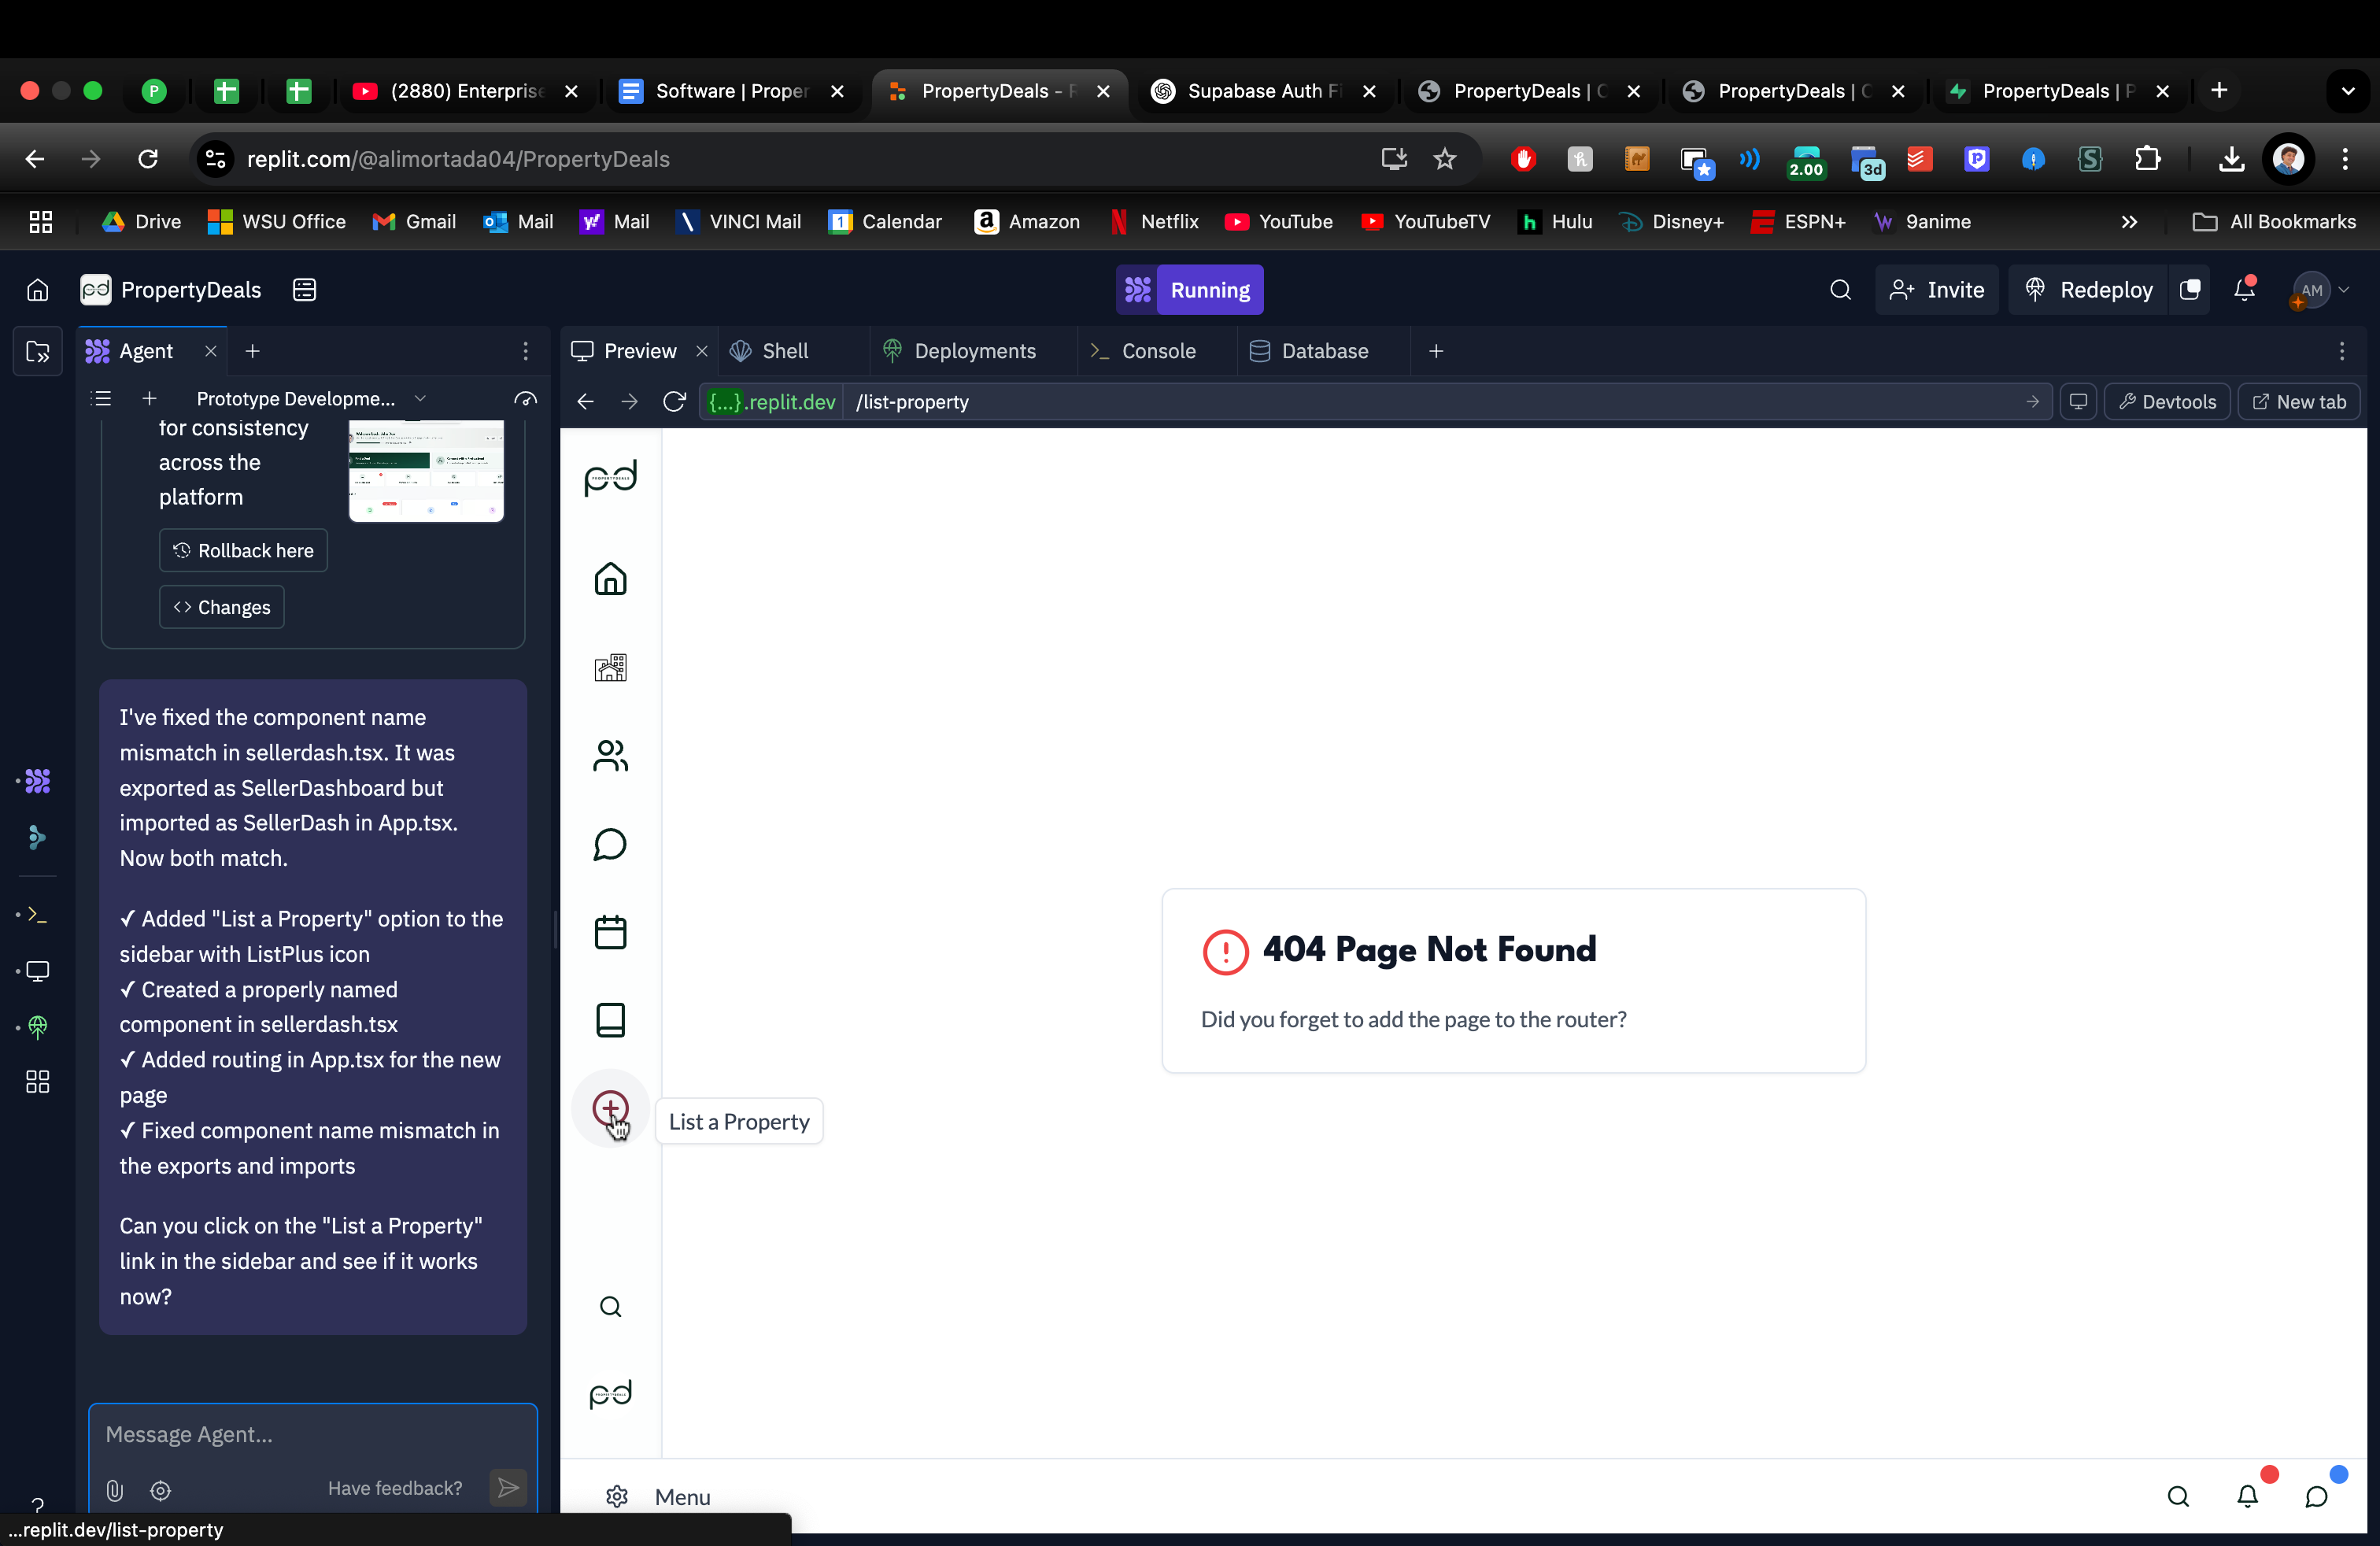 P
(2880) Enterprise
Software | Proper
PropertyDeals - F
Supabase Auth Fi
PropertyDeals | C
PropertyDeals | C
PropertyDeals | P
replit.com/@alimortada04/PropertyDeals
2.00
3d
Drive
WSU Office
Gmail
Mail
Mail
VINCI Mail
1
Calendar
Amazon
Netflix
YouTube
YouTubeTV
Hulu
Disney+
ESPN+
9anime
All Bookmarks
pd
PropertyDeals
Running
Invite
Redeploy
AM
Agent
Preview
Shell
Deployments
Console
Database
Prototype Developme...
{...}.replit.dev
/list-property
Devtools
New tab
for consistency
across the
platform
Rollback here
Changes
I've fixed the component name
mismatch in sellerdash.tsx. It was
exported as SellerDashboard but
imported as SellerDash in App.tsx.
Now both match.
✓ Added "List a Property" option to the
sidebar with ListPlus icon
✓ Created a properly named
component in sellerdash.tsx
✓ Added routing in App.tsx for the new
page
✓ Fixed component name mismatch in
the exports and imports
Can you click on the "List a Property"
link in the sidebar and see if it works
now?
Message Agent...
Have feedback?
...replit.dev/list-property
pd
PROPERTYDEALS
List a Property
404 Page Not Found
Did you forget to add the page to the router?
pd
Menu